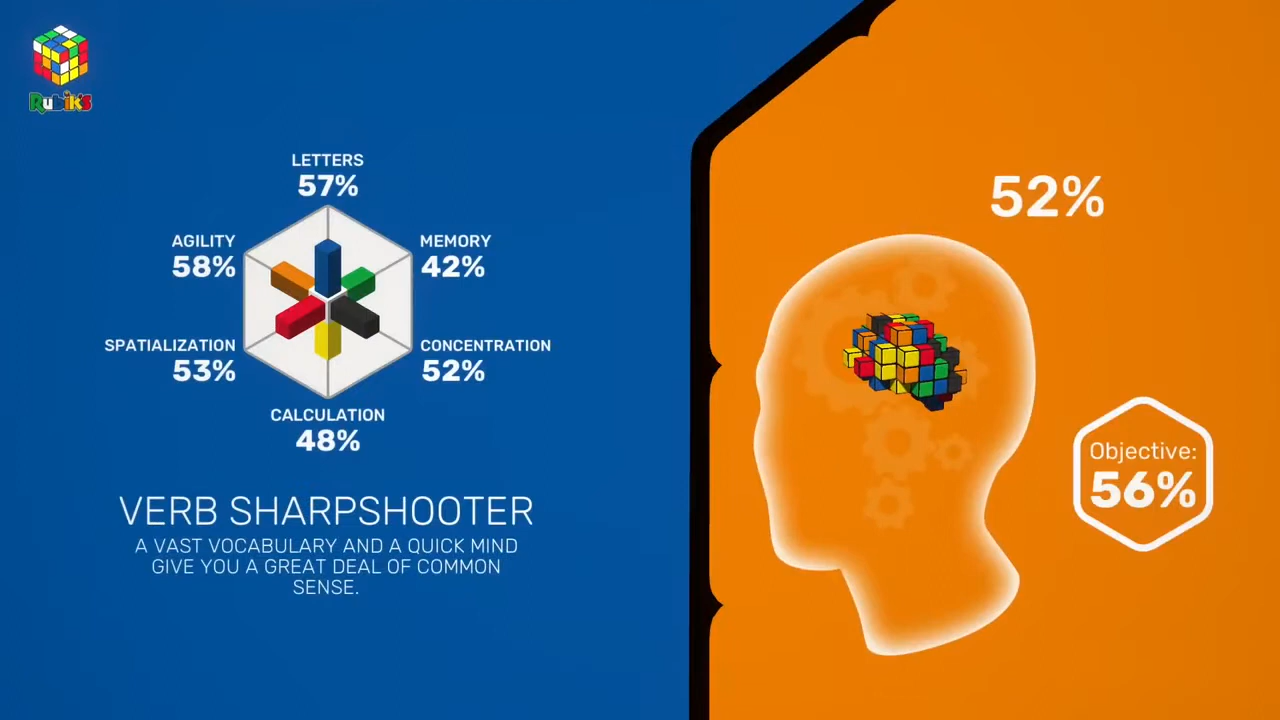 Rubik's
LETTERS
57%
AGILITY
58%
MEMORY
42%
SPATIALIZATION
53%
CONCENTRATION
52%
CALCULATION
48%
VERB SHARPSHOOTER
A VAST VOCABULARY AND A QUICK MIND
GIVE YOU A GREAT DEAL OF COMMON
SENSE.
52%
Objective:
56%